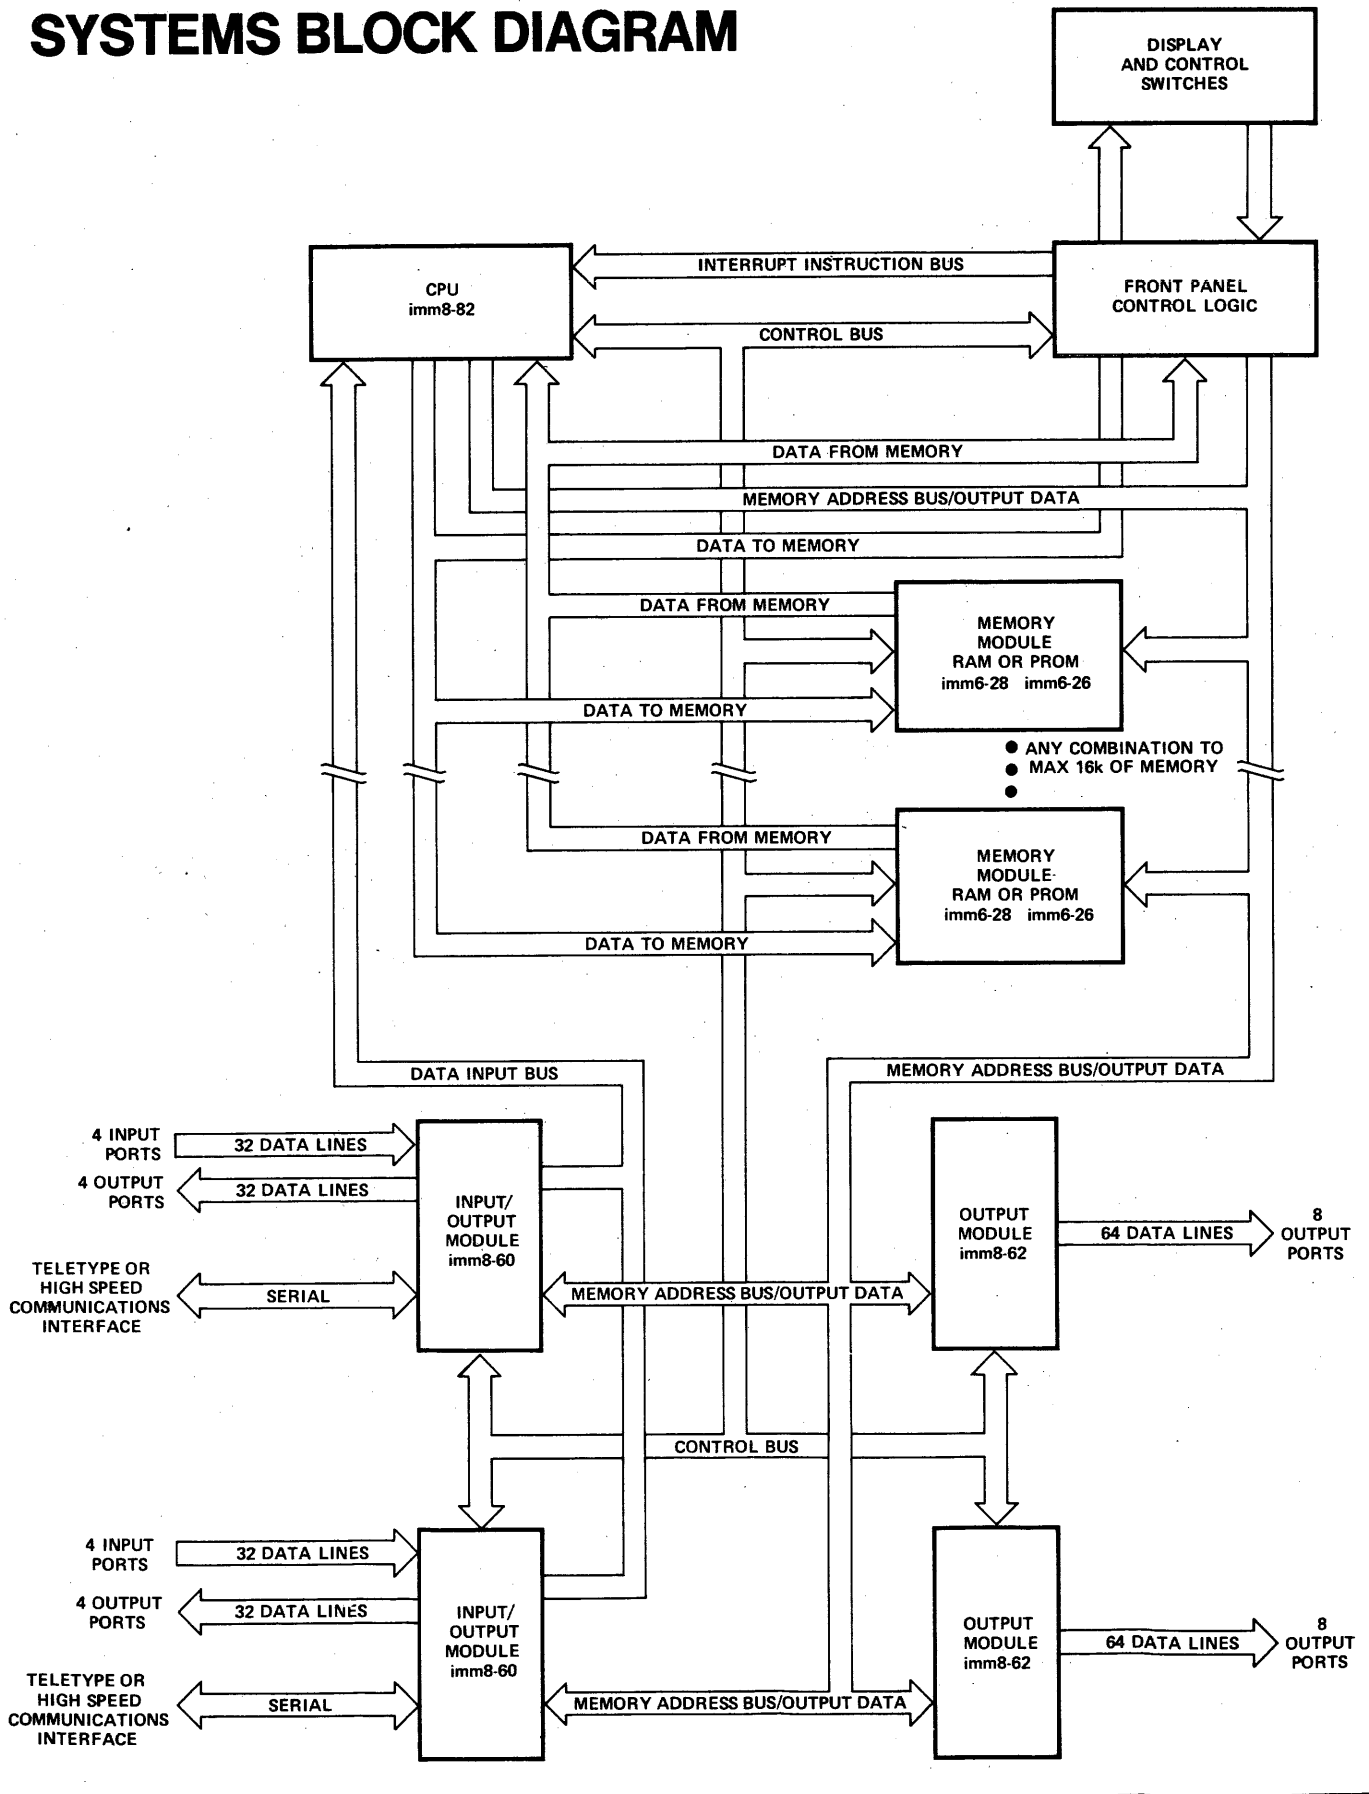 SYSTEMS BLOCK DIAGRAM
DISPLAY
AND CONTROL
SWITCHES
INTERRUPT INSTRUCTION BUS
CPU
imm8-82
FRONT PANEL
CONTROL LOGIC
CONTROL BUS
DATA FROM MEMORY
MEMORY ADDRESS BUS/OUTPUT DATA
DATA TO MEMORY
DATA FROM MEMORY
MEMORY
MODULE
RAM OR PROM
imm6-28 imm6-26
DATA TO MEMORY
ANY COMBINATION TO
MAX 16k OF MEMORY
DATA FROM MEMORY
MEMORY
MODULE
RAM OR PROM
imm6-28 imm6-26
DATA TO MEMORY
DATA INPUT BUS
MEMORY ADDRESS BUS/OUTPUT DATA
4 INPUT
PORTS
32 DATA LINES
4 OUTPUT
PORTS
32 DATA LINES
INPUT/
OUTPUT
MODULE
imm8-60
OUTPUT
MODULE
imm8-62
64 DATA LINES
8
OUTPUT
PORTS
TELETYPE OR
HIGH SPEED
COMMUNICATIONS
INTERFACE
SERIAL
MEMORY ADDRESS BUS/OUTPUT DATA
CONTROL BUS
4 INPUT
PORTS
32 DATA LINES
4 OUTPUT
PORTS
32 DATA LINES
INPUT/
OUTPUT
MODULE
imm8-60
OUTPUT
MODULE
imm8-62
64 DATA LINES
8
OUTPUT
PORTS
TELETYPE OR
HIGH SPEED
COMMUNICATIONS
INTERFACE
SERIAL
MEMORY ADDRESS BUS/OUTPUT DATA